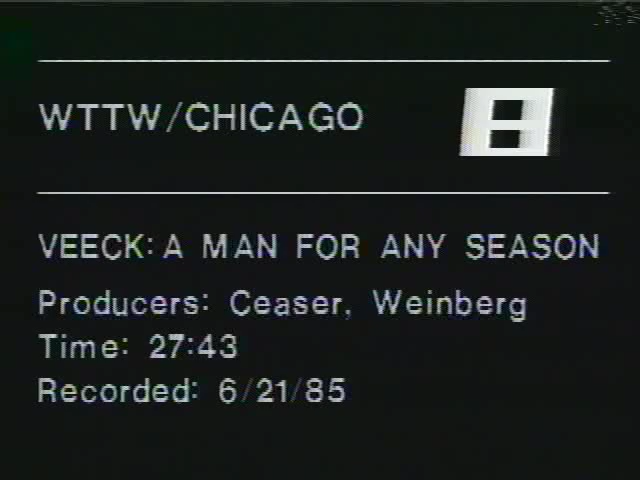 WTTW/CHICAGO
VEECK: A MAN FOR ANY SEASON
Producers: Ceaser, Weinberg
Time: 27:43
Recorded: 6/21/85